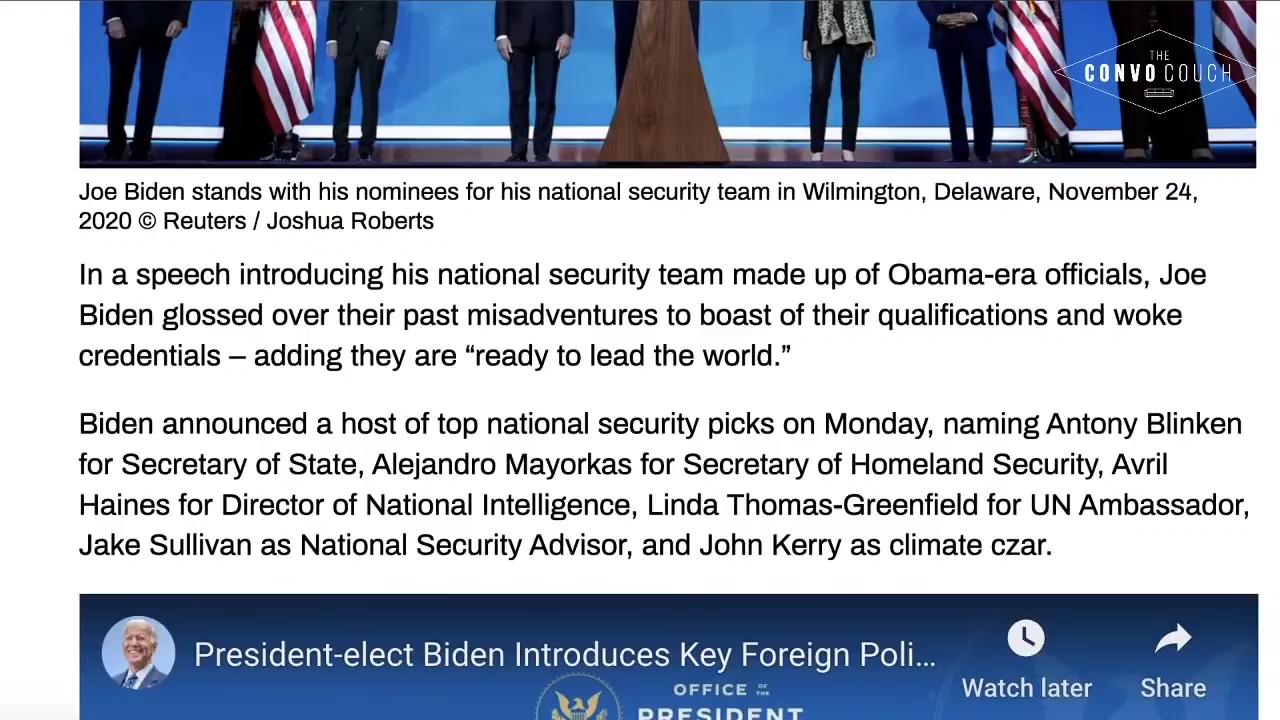 THE
CONVO COUCH
Joe Biden stands with his nominees for his national security team in Wilmington, Delaware, November 24,
2020 © Reuters / Joshua Roberts
In a speech introducing his national security team made up of Obama-era officials, Joe
Biden glossed over their past misadventures to boast of their qualifications and woke
credentials – adding they are “ready to lead the world.”
Biden announced a host of top national security picks on Monday, naming Antony Blinken
for Secretary of State, Alejandro Mayorkas for Secretary of Homeland Security, Avril
Haines for Director of National Intelligence, Linda Thomas-Greenfield for UN Ambassador,
Jake Sullivan as National Security Advisor, and John Kerry as climate czar.
President-elect Biden Introduces Key Foreign Poli...
Watch later
Share
OFFICE OF THE
PRESIDENT